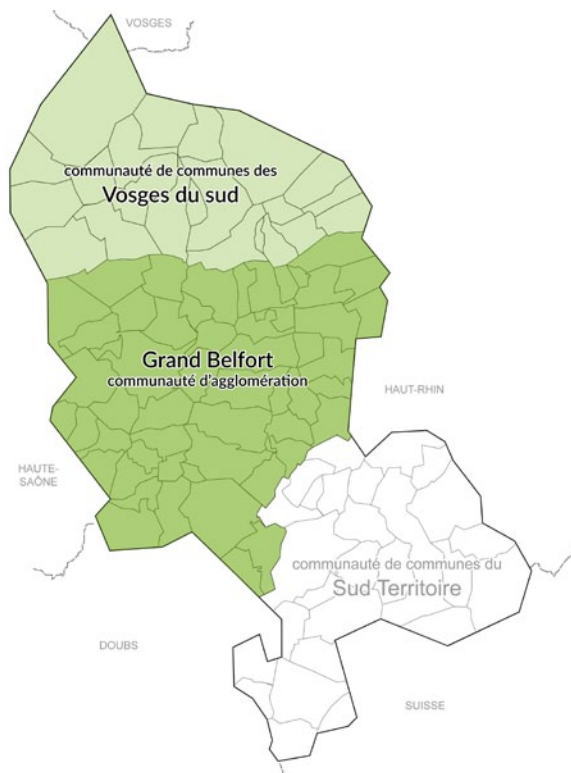 VOSGES
communauté de communes des
Vosges du sud
Grand Belfort
communauté d'agglomération
HAUT-RHIN
HAUTE-
SAÔNE
communauté de communes du
Sud Territoire
DOUBS
SUISSE